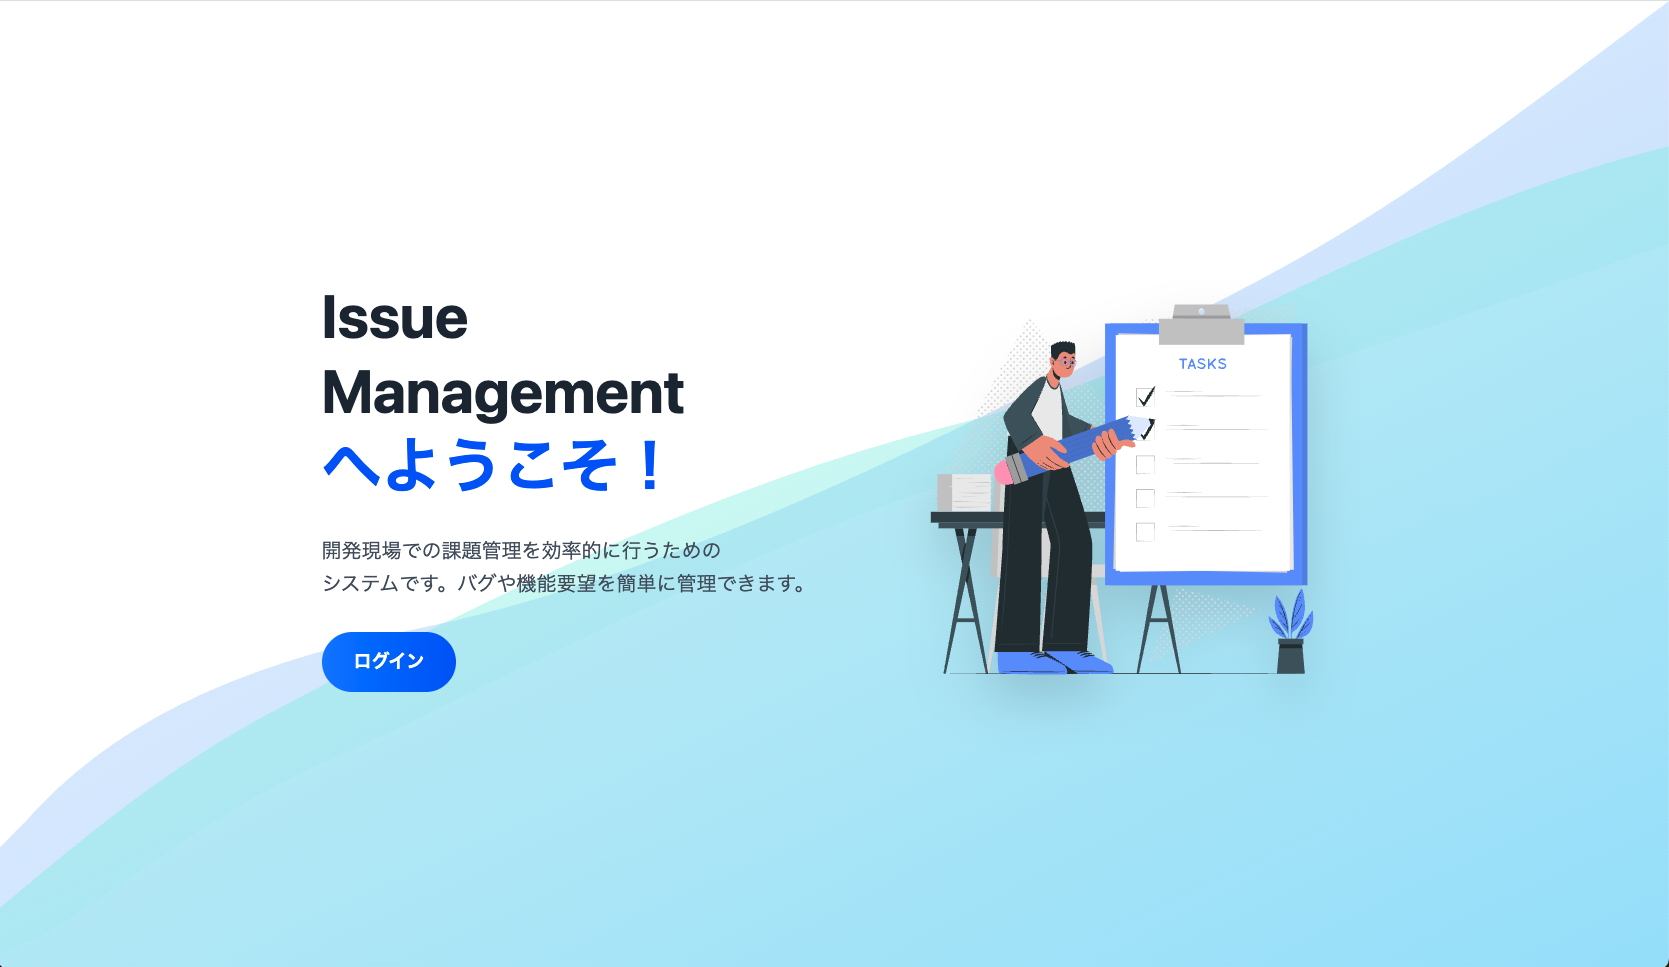 Issue
Management
へようこそ！
開発現場での課題管理を効率的に行うための
システムです。バグや機能要望を簡単に管理できます。
ログイン
TASKS